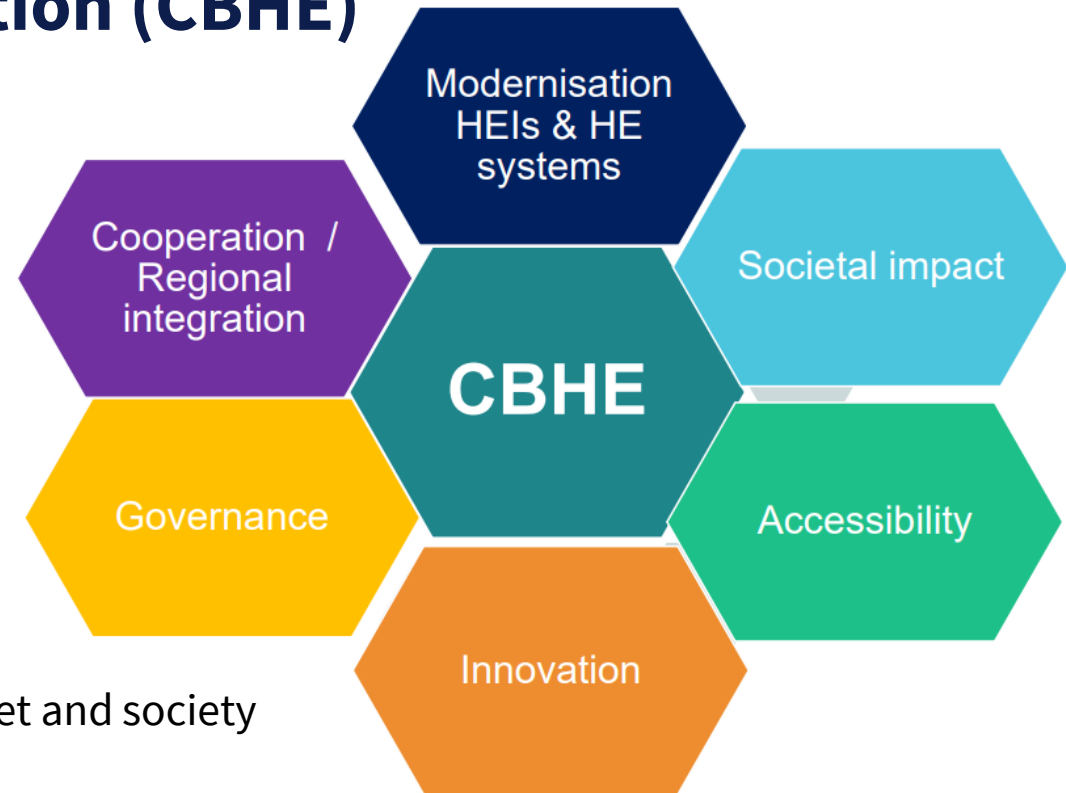 tion (CBHE)
Modernisation
HEIs & HE
systems
Cooperation /
Regional
integration
Societal impact
CBHE
Governance
Accessibility
Innovation
et and society